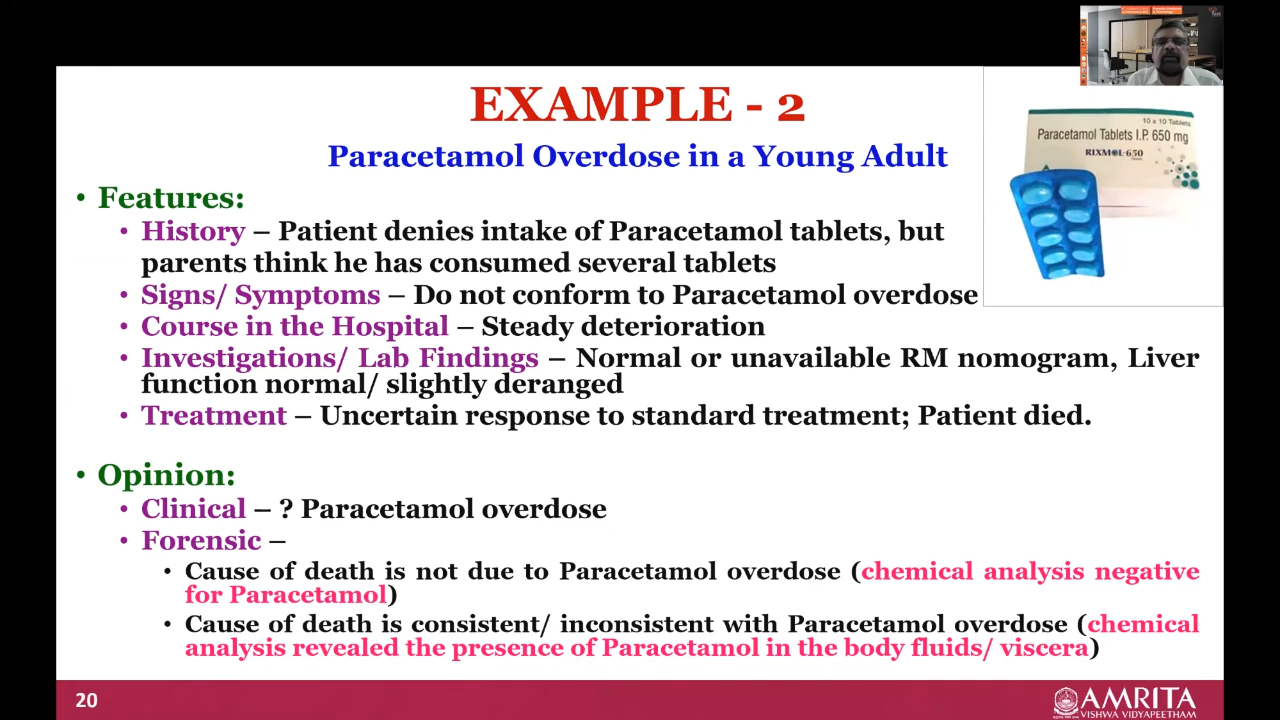 EXAMPLE - 2
10 x 10 Tablets
Paracetamol Tablets I.P. 650 mg
RIXMOL-650
Paracetamol Overdose in a Young Adult
• Features:
• History – Patient denies intake of Paracetamol tablets, but
parents think he has consumed several tablets
• Signs/ Symptoms – Do not conform to Paracetamol overdose
• Course in the Hospital – Steady deterioration
• Investigations/ Lab Findings – Normal or unavailable RM nomogram, Liver
function normal/ slightly deranged
• Treatment – Uncertain response to standard treatment; Patient died.
• Opinion:
• Clinical – ? Paracetamol overdose
• Forensic –
• Cause of death is not due to Paracetamol overdose (chemical analysis negative
for Paracetamol)
• Cause of death is consistent/ inconsistent with Paracetamol overdose (chemical
analysis revealed the presence of Paracetamol in the body fluids/ viscera)
20
AMRITA
VISHWA VIDYAPEETHAM